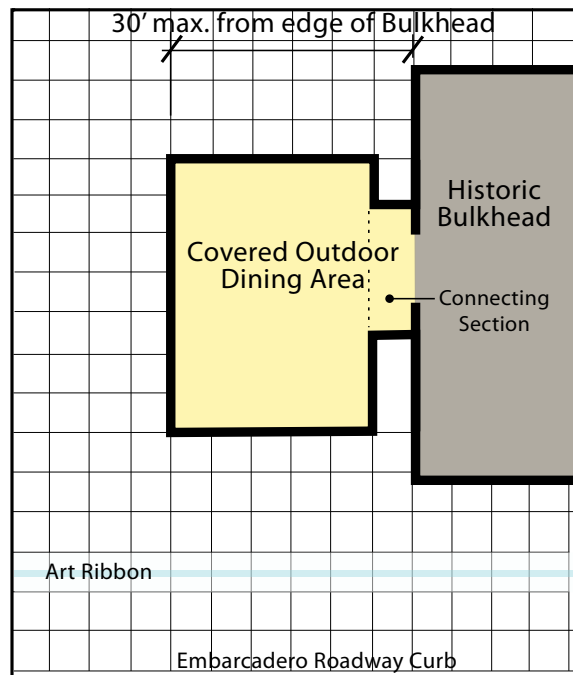 30’ max. from edge of Bulkhead
Historic
Bulkhead
Covered Outdoor
Dining Area
Connecting
Section
Art Ribbon
Embarcadero Roadway Curb